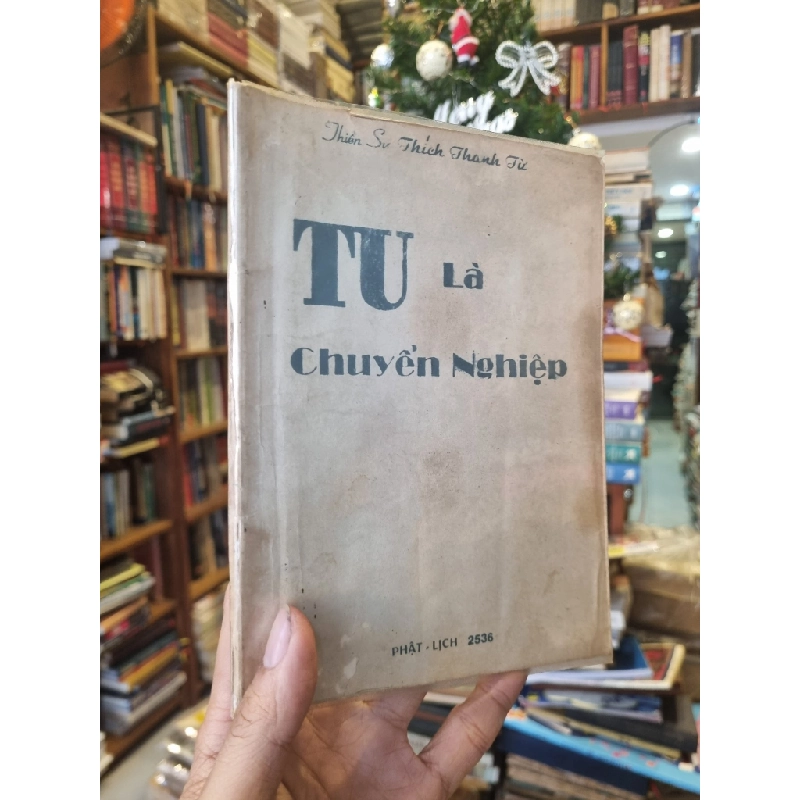 Thiền Sư Thích Thanh Từ
TU Là
Chuyển Nghiệp
PHẬT - LỊCH 2536